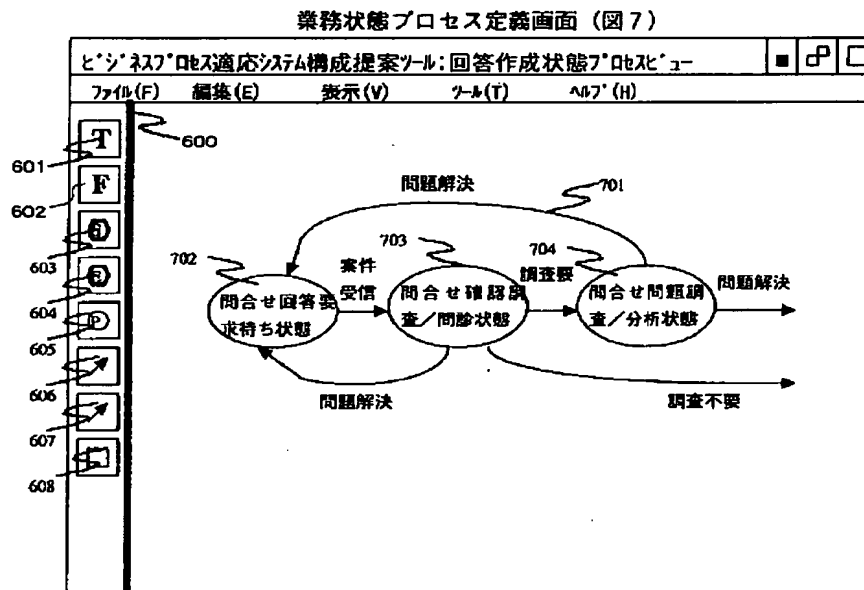 業務状態プロセス定義画面（図７）
ビジネスプロセス適応システム構成提案ツール：回答作成状態プロセスビュー
ファイル(F) 編集(E) 表示(V) ツール(T) ヘルプ(H)
600
T
601
F
602
603
604
P
605
606
607
608
問題解決
701
702
703
704
案件
受信
調査要
問題解決
問合せ回答要
求待ち状態
問合せ確認調
査／問診状態
問合せ問題調
査／分析状態
問題解決
調査不要